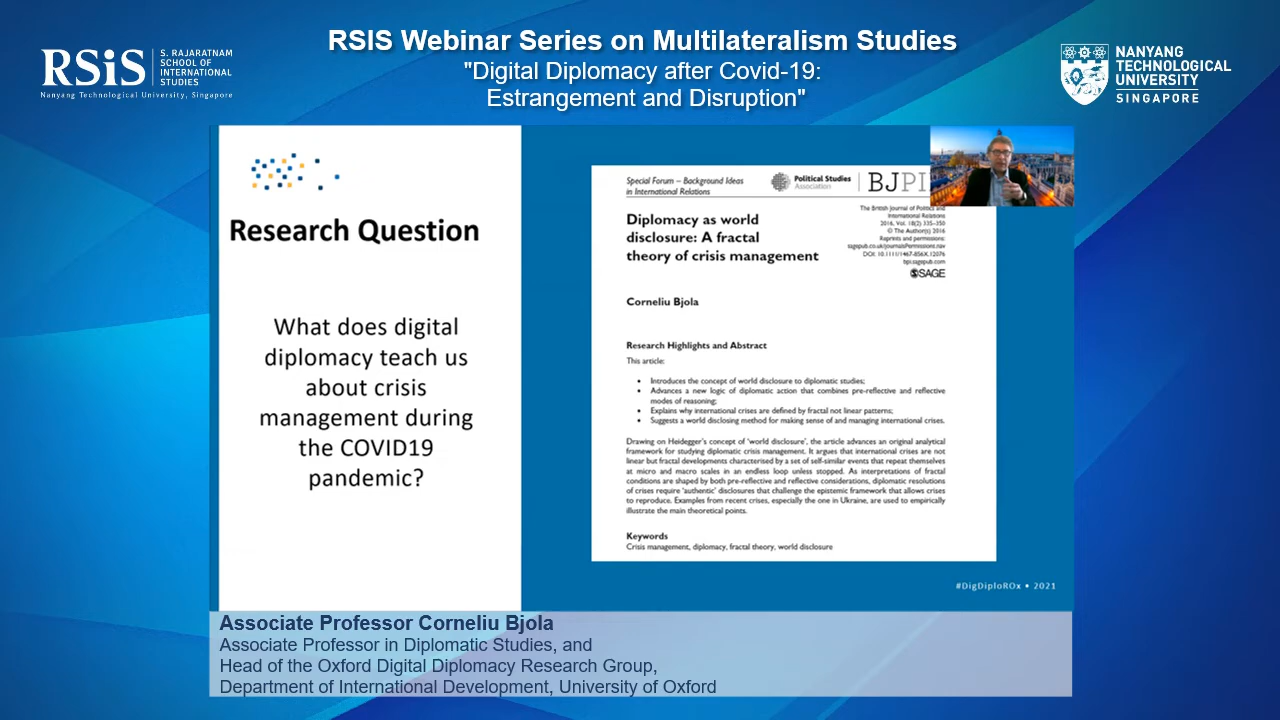 RSIS
S. RAJARATNAM
SCHOOL OF
INTERNATIONAL
STUDIES
Nanyang Technological University, Singapore
RSIS Webinar Series on Multilateralism Studies
"Digital Diplomacy after Covid-19:
Estrangement and Disruption"
NANYANG
TECHNOLOGICAL
UNIVERSITY
SINGAPORE
Research Question
What does digital
diplomacy teach us
about crisis
management during
the COVID19
pandemic?
Special Forum – Background Ideas
in International Relations
Political Studies
Association
BJPI
Diplomacy as world
disclosure: A fractal
theory of crisis management
The British Journal of Politics and
International Relations
2016, Vol. 18(2) 335–350
© The Author(s) 2016
Reprints and permissions:
sagepub.co.uk/journalsPermissions.nav
DOI: 10.1111/1467-856X.12076
bpi.sagepub.com
SAGE
Corneliu Bjola
Research Highlights and Abstract
This article:
• Introduces the concept of world disclosure to diplomatic studies;
• Advances a new logic of diplomatic action that combines pre-reflective and reflective
modes of reasoning;
• Explains why international crises are defined by fractal not linear patterns;
• Suggests a world disclosing method for making sense of and managing international crises.
Drawing on Heidegger's concept of 'world disclosure', the article advances an original analytical
framework for studying diplomatic crisis management. It argues that international crises are not
linear but fractal developments characterised by a set of self-similar events that repeat themselves
at micro and macro scales in an endless loop unless stopped. As interpretations of fractal
conditions are shaped by both pre-reflective and reflective considerations, diplomatic resolutions
of crises require 'authentic' disclosures that challenge the epistemic framework that allows crises
to reproduce. Examples from recent crises, especially the one in Ukraine, are used to empirically
illustrate the main theoretical points.
Keywords
Crisis management, diplomacy, fractal theory, world disclosure
#DigDiploROx • 2021
Associate Professor Corneliu Bjola
Associate Professor in Diplomatic Studies, and
Head of the Oxford Digital Diplomacy Research Group,
Department of International Development, University of Oxford